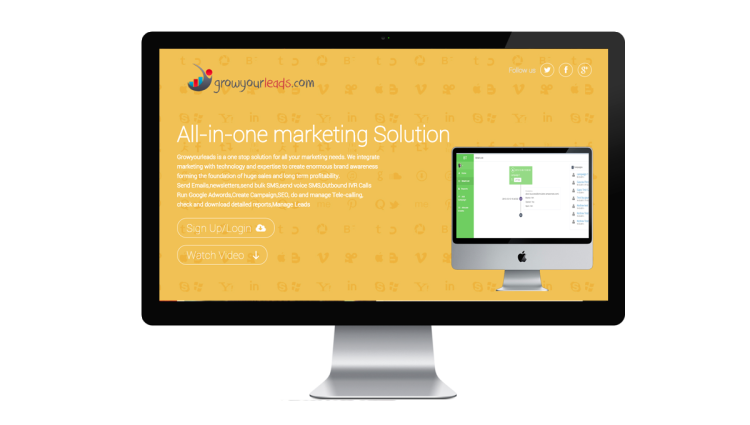 growyourleads.com
Follow us
All-in-one marketing Solution
Growyourleads is a one stop solution for all your marketing needs. We integrate
marketing with technology and expertise to create enormous brand awareness
forming the foundation of huge sales and long term profitability.
Send Emails,newsletters,send bulk SMS,send voice SMS,Outbound IVR Calls
Run Google Adwords,Create Campaign,SEO, do and manage Tele-calling,
check and download detailed reports,Manage Leads
Sign Up/Login
Watch Video